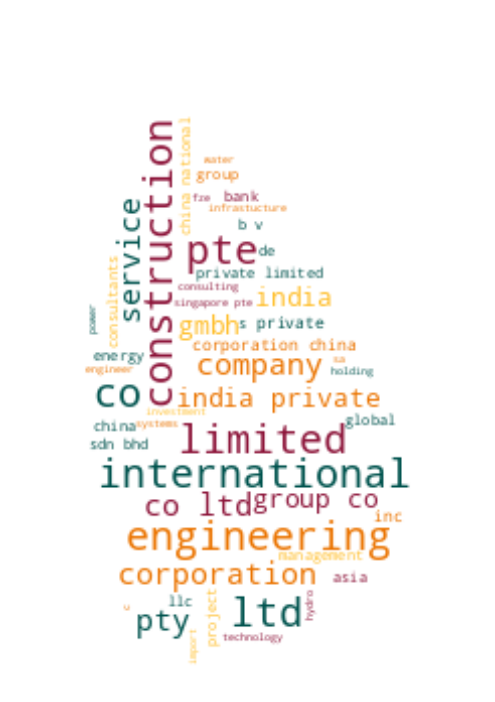 construction
china national
water
group
fze
bank
infrastucture
service
b v
pte
de
private limited
consultants
consulting
singapore pte
india
power
gmbh
s private
corporation china
energy
engineer
company
sa
holding
co
india private
investment
china
systems
global
sdn bhd
limited
international
co ltd
group co
inc
engineering
management
corporation
asia
llc
c
pty
project
ltd
hydro
technology
import